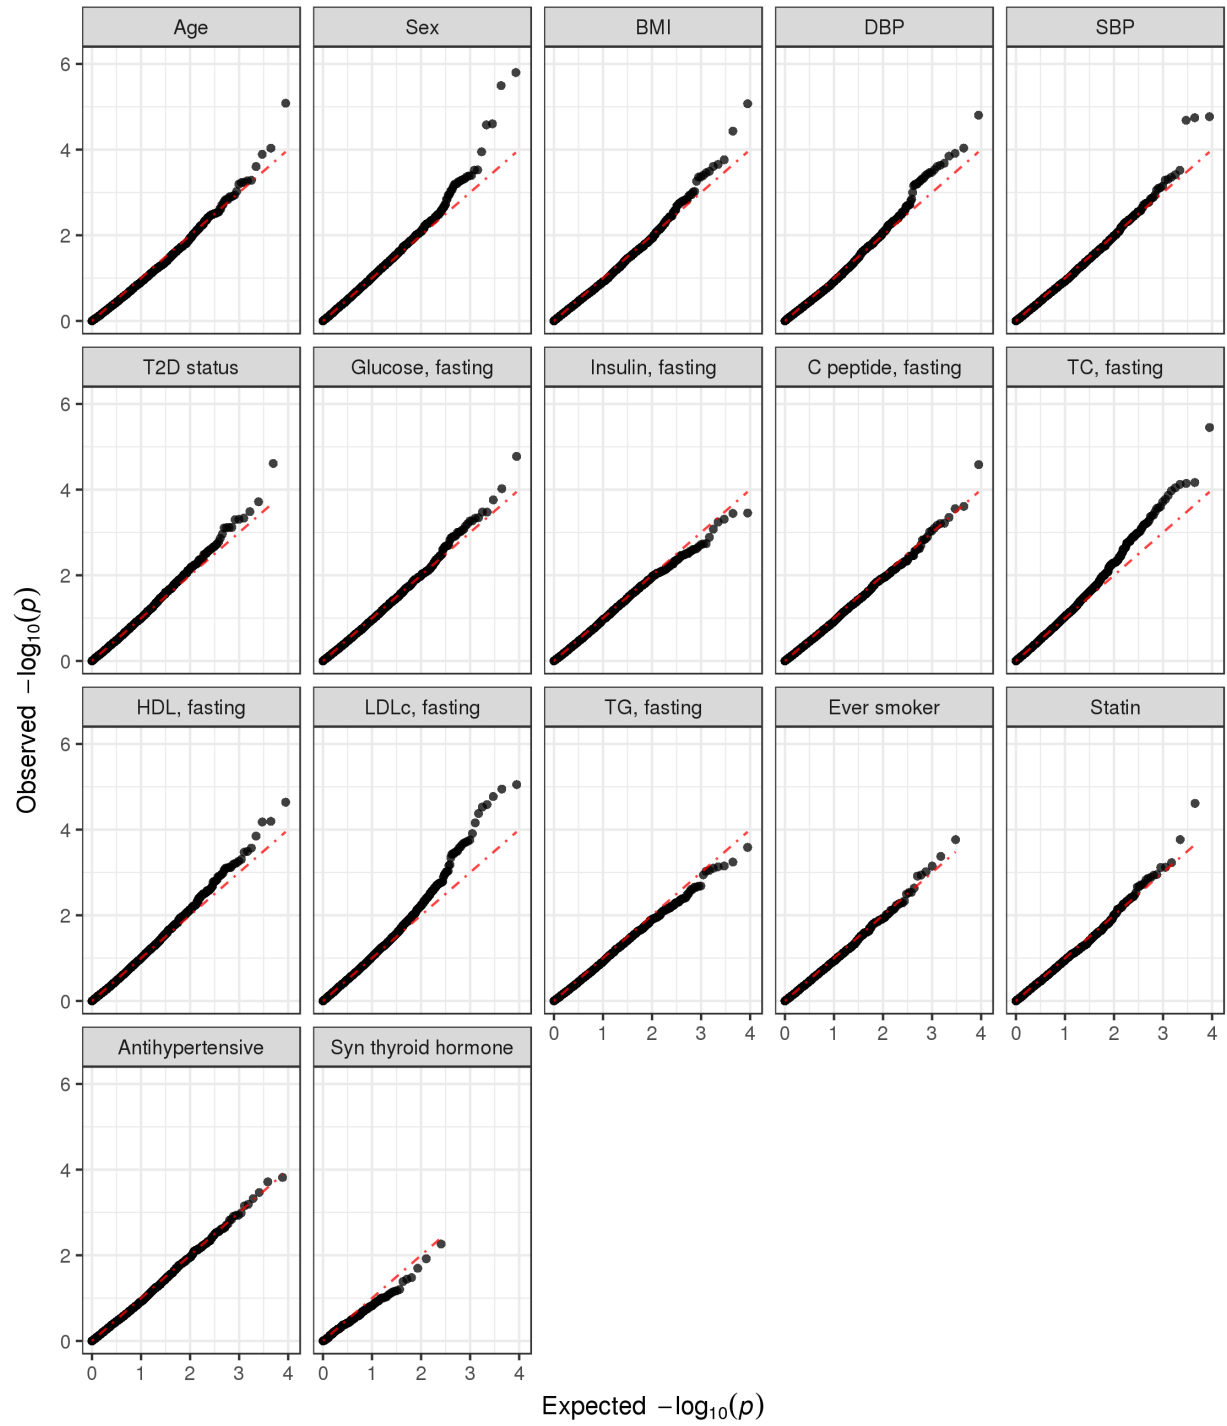 Age Sex BMI DBP SBP
6
4
2
0
T2D status Glucose, fasting Insulin, fasting C peptide, fasting TC, fasting
6
4
2
0
HDL, fasting LDLc, fasting TG, fasting Ever smoker Statin
6
4
2
0
0 1 2 3 4 0 1 2 3 4 0 1 2 3 4
Antihypertensive Syn thyroid hormone
6
4
2
0
0 1 2 3 4 0 1 2 3 4
Observed −log₁₀(p)
Expected −log₁₀(p)